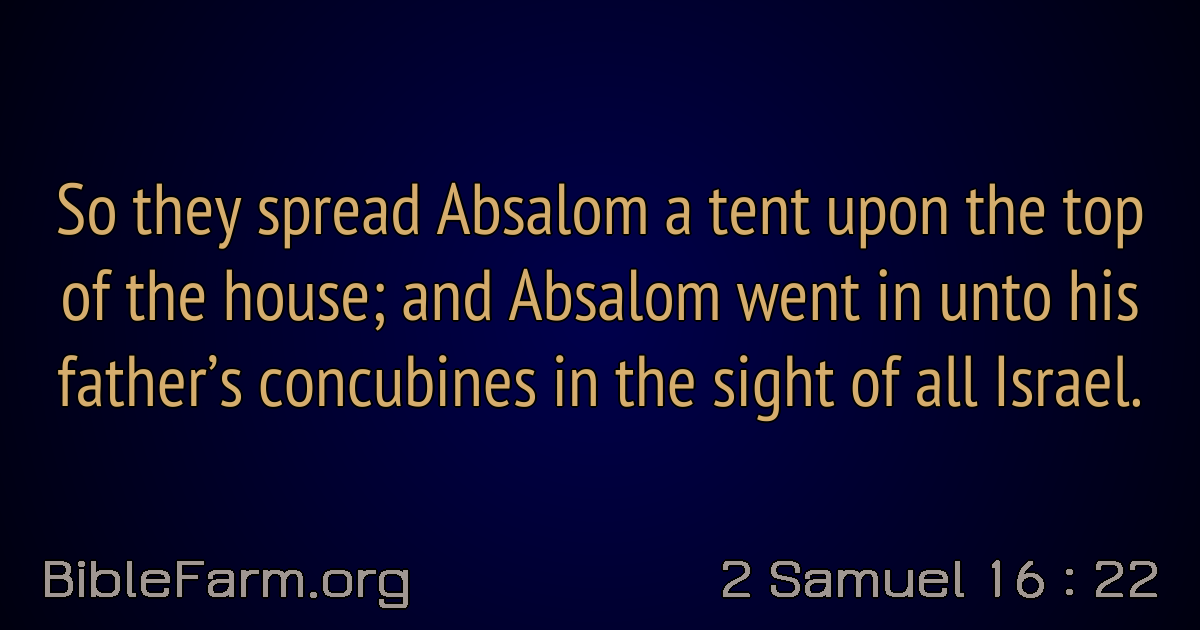 So they spread Absalom a tent upon the top
of the house; and Absalom went in unto his
father’s concubines in the sight of all Israel.
BibleFarm.org
2 Samuel 16 : 22